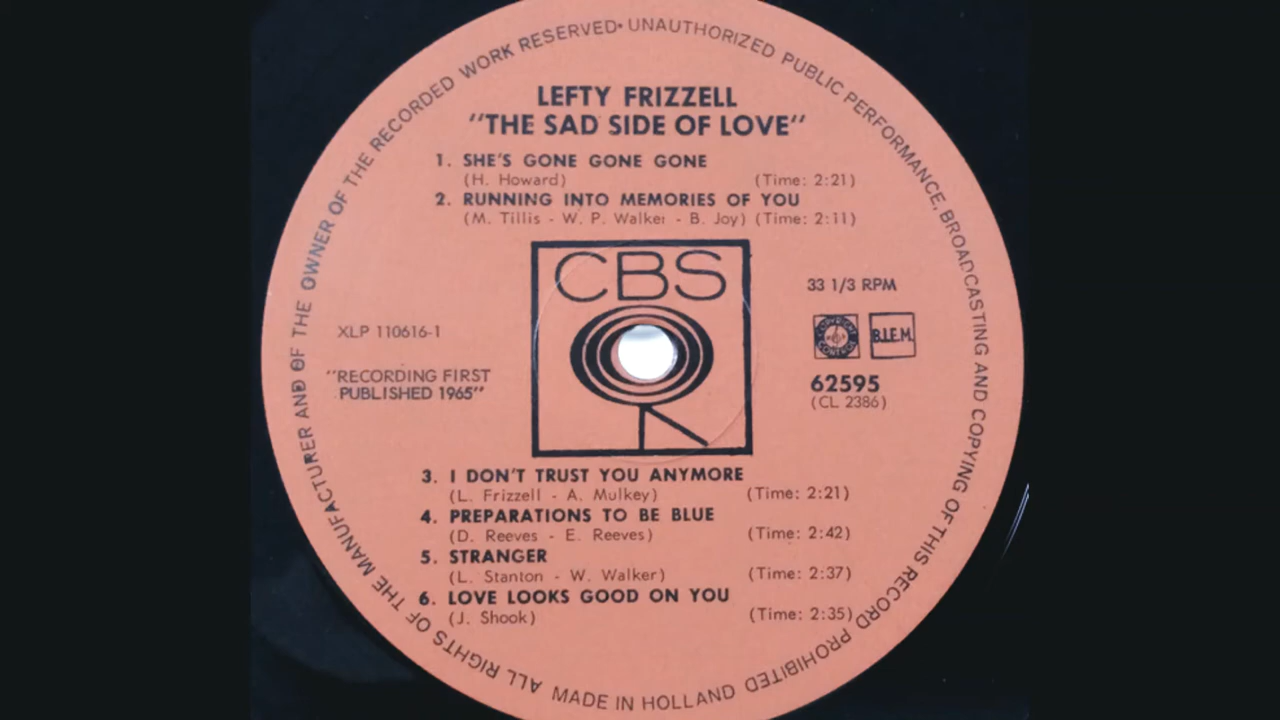 ALL RIGHTS OF THE MANUFACTURER AND OF THE OWNER OF THE RECORDED WORK RESERVED• UNAUTHORIZED PUBLIC PERFORMANCE, BROADCASTING AND COPYING OF THIS RECORD PROHIBITED
LEFTY FRIZZELL
"THE SAD SIDE OF LOVE"
1. SHE'S GONE GONE GONE
(H. Howard) (Time: 2:21)
2. RUNNING INTO MEMORIES OF YOU
(M. Tillis - W. P. Walker - B. Joy) (Time: 2:11)
CBS
33 1/3 RPM
XLP 110616-1
COPYRIGHT CONTROL
B.I.E.M.
"RECORDING FIRST
PUBLISHED 1965"
62595
(CL 2386)
3. I DON'T TRUST YOU ANYMORE
(L. Frizzell - A. Mulkey) (Time: 2:21)
4. PREPARATIONS TO BE BLUE
(D. Reeves - E. Reeves) (Time: 2:42)
5. STRANGER
(L. Stanton - W. Walker) (Time: 2:37)
6. LOVE LOOKS GOOD ON YOU
(J. Shook) (Time: 2:35)
MADE IN HOLLAND